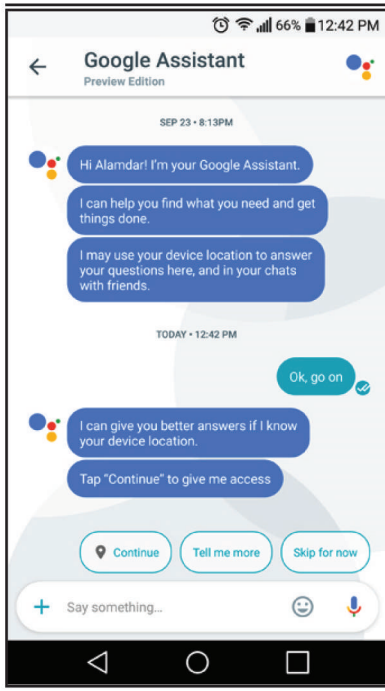 66% 12:42 PM
Google Assistant
Preview Edition
SEP 23 • 8:13PM
Hi Alamdar! I'm your Google Assistant.
I can help you find what you need and get
things done.
I may use your device location to answer
your questions here, and in your chats
with friends.
TODAY • 12:42 PM
Ok, go on
I can give you better answers if I know
your device location.
Tap "Continue" to give me access
Continue Tell me more Skip for now
Say something...